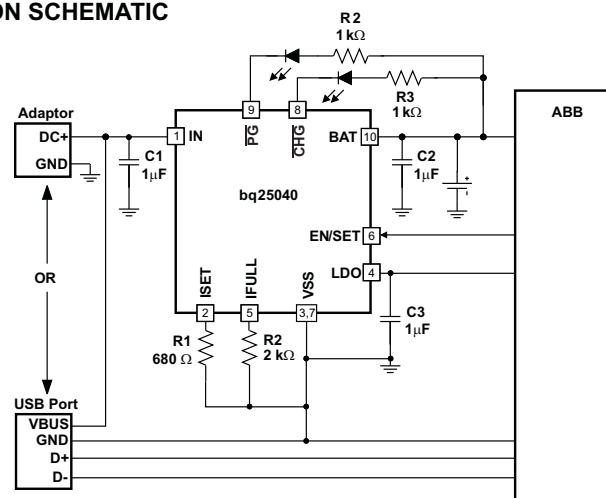 ON SCHEMATIC
R2
1 kΩ
R3
1 kΩ
Adaptor
DC+
GND
C1
1μF
1 IN
9
PG
8
CHG
BAT 10
C2
1μF
+
-
ABB
bq25040
EN/SET 6
LDO 4
OR
ISET
IFULL
VSS
2
5
3,7
C3
1μF
R1
680 Ω
R2
2 kΩ
USB Port
VBUS
GND
D+
D-